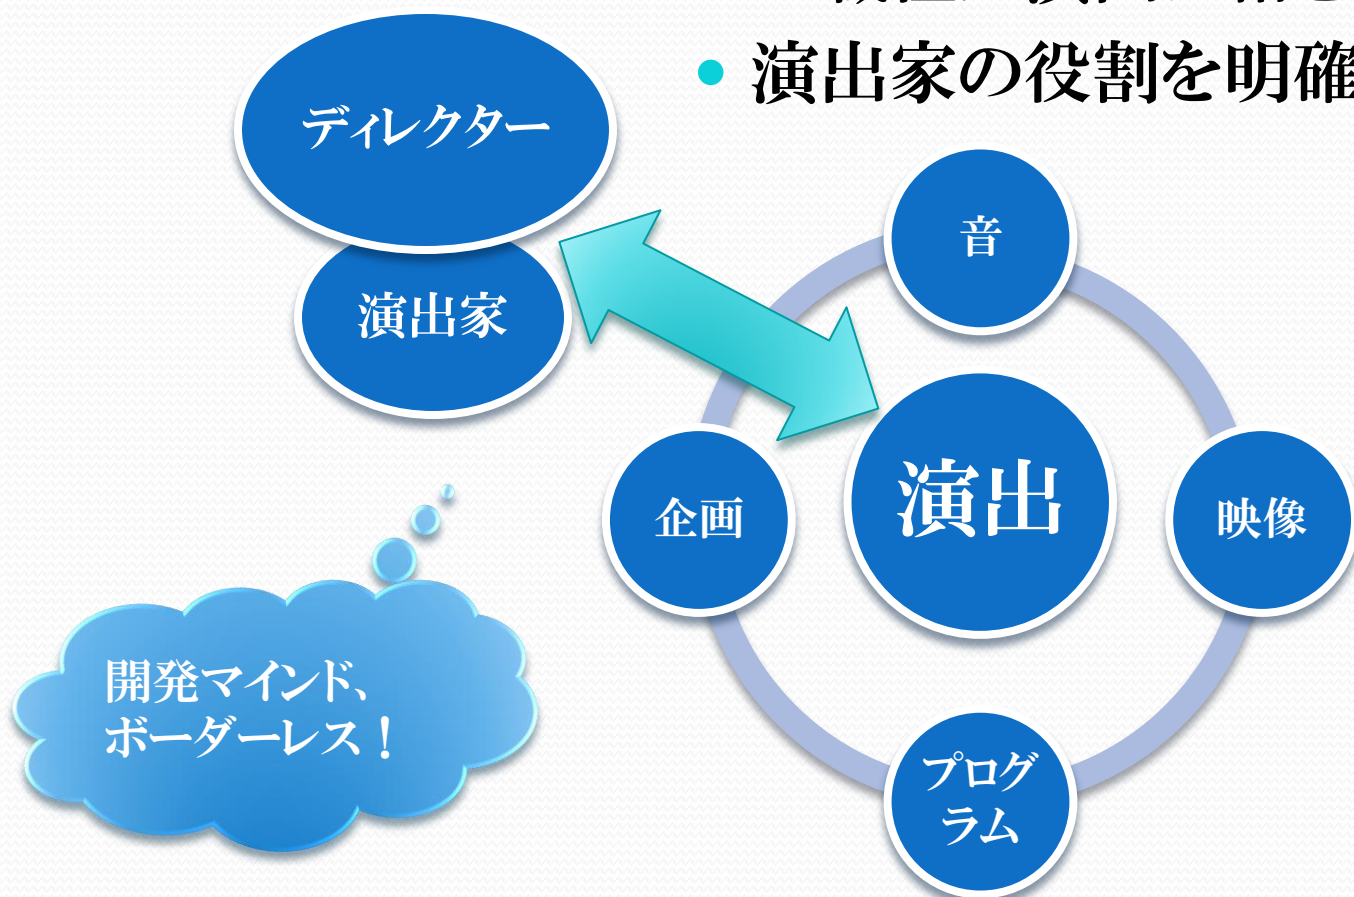 演出家の役割を明確
ディレクター
演出家
音
演出
企画
映像
プログ
ラム
開発マインド、
ボーダーレス！